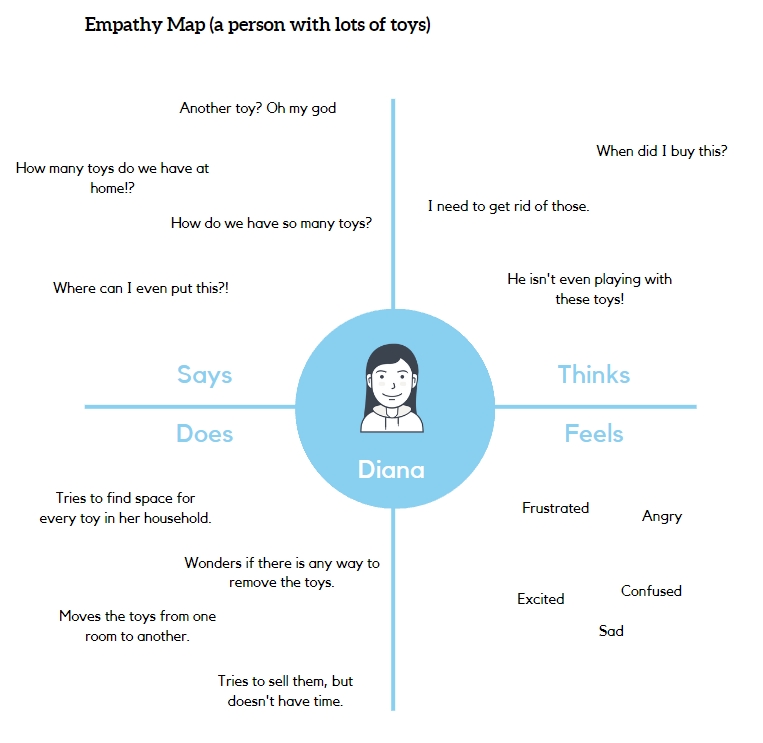 Empathy Map (a person with lots of toys)
Another toy? Oh my god
How many toys do we have at
home!?
How do we have so many toys?
Where can I even put this?!
Says
When did I buy this?
I need to get rid of those.
He isn't even playing with
these toys!
Thinks
Diana
Does
Tries to find space for
every toy in her household.
Wonders if there is any way to
remove the toys.
Moves the toys from one
room to another.
Tries to sell them, but
doesn't have time.
Feels
Frustrated
Angry
Excited
Confused
Sad